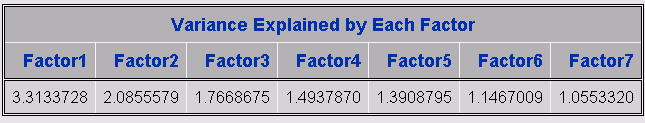 Variance Explained by Each Factor
Factor1 Factor2 Factor3 Factor4 Factor5 Factor6 Factor7
3.3133728 2.0855579 1.7668675 1.4937870 1.3908795 1.1467009 1.0553320